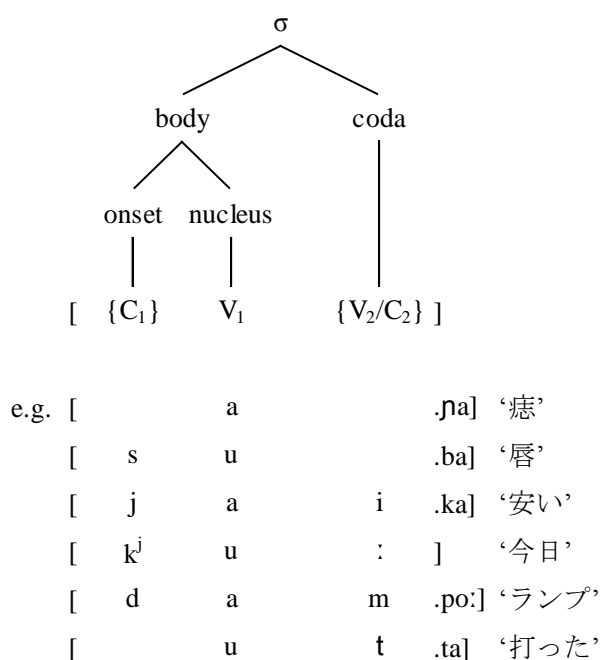 σ
body coda
onset nucleus
[ {C₁} V₁ {V₂/C₂} ]
e.g. [ a .ɲa] ‘痣’
[ s u .ba] ‘唇’
[ j a i .ka] ‘安い’
[ kʲ u ː ] ‘今日’
[ d a m .poː] ‘ランプ’
[ u t .ta] ‘打った’